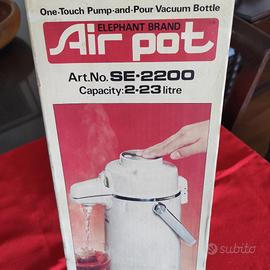 One-Touch Pump-and-Pour Vacuum Bottle
ELEPHANT BRAND
Air pot
Art.No. SE-2200
Capacity: 2·23 litre
subito